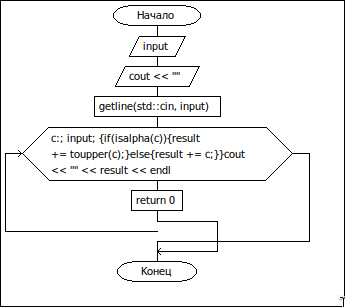 Начало
input
cout << ""
getline(std::cin, input)
c:; input; {if(isalpha(c)){result
+= toupper(c);}else{result += c;}}cout
<< "" << result << endl
return 0
Конец